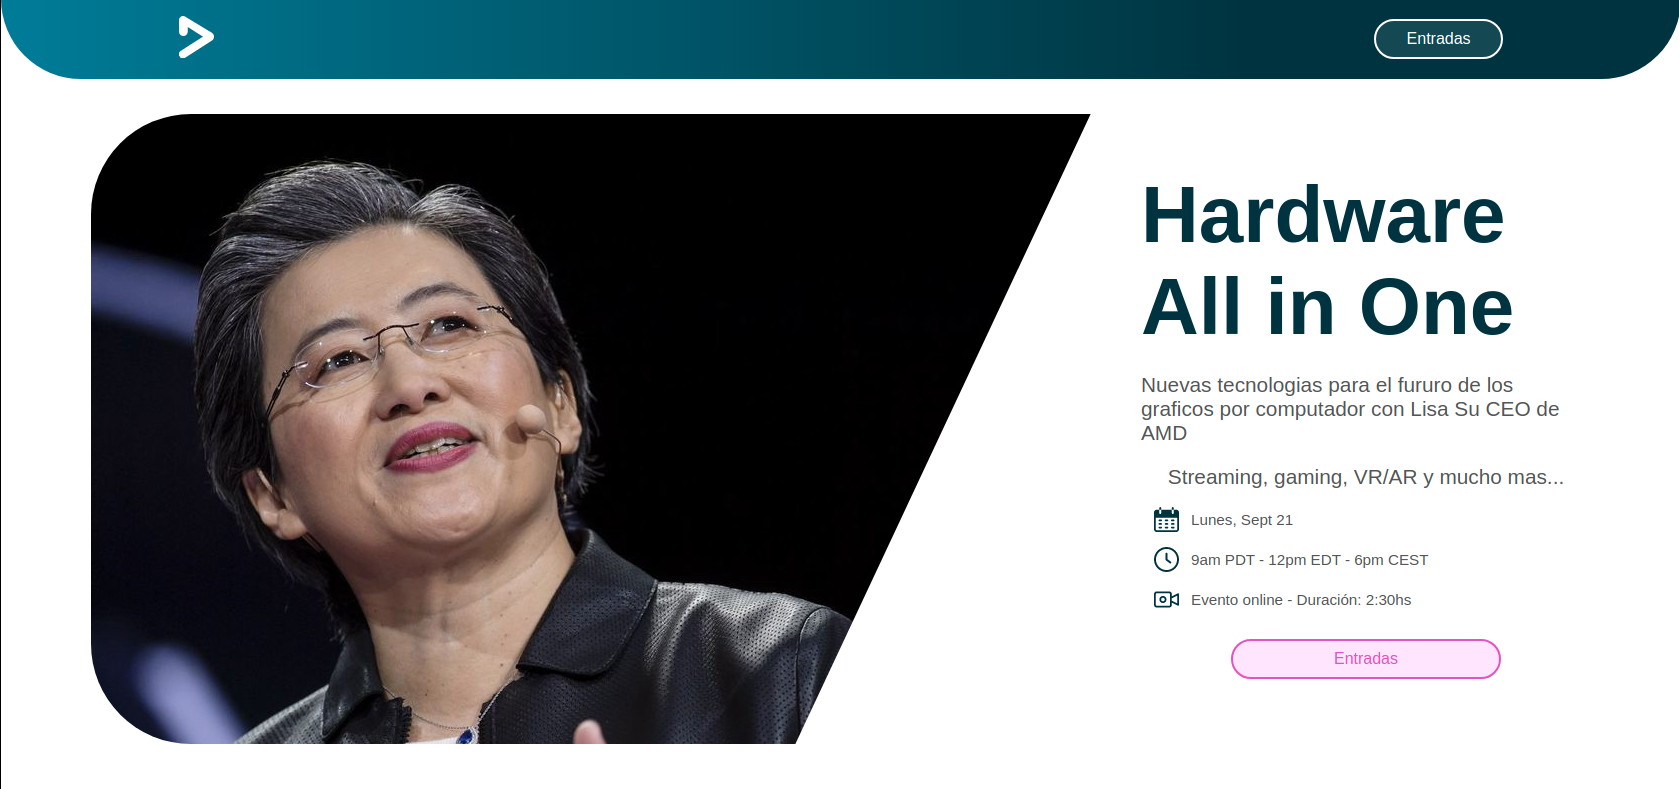 Entradas
Hardware
All in One
Nuevas tecnologias para el fururo de los
graficos por computador con Lisa Su CEO de
AMD
Streaming, gaming, VR/AR y mucho mas...
Lunes, Sept 21
9am PDT - 12pm EDT - 6pm CEST
Evento online - Duración: 2:30hs
Entradas